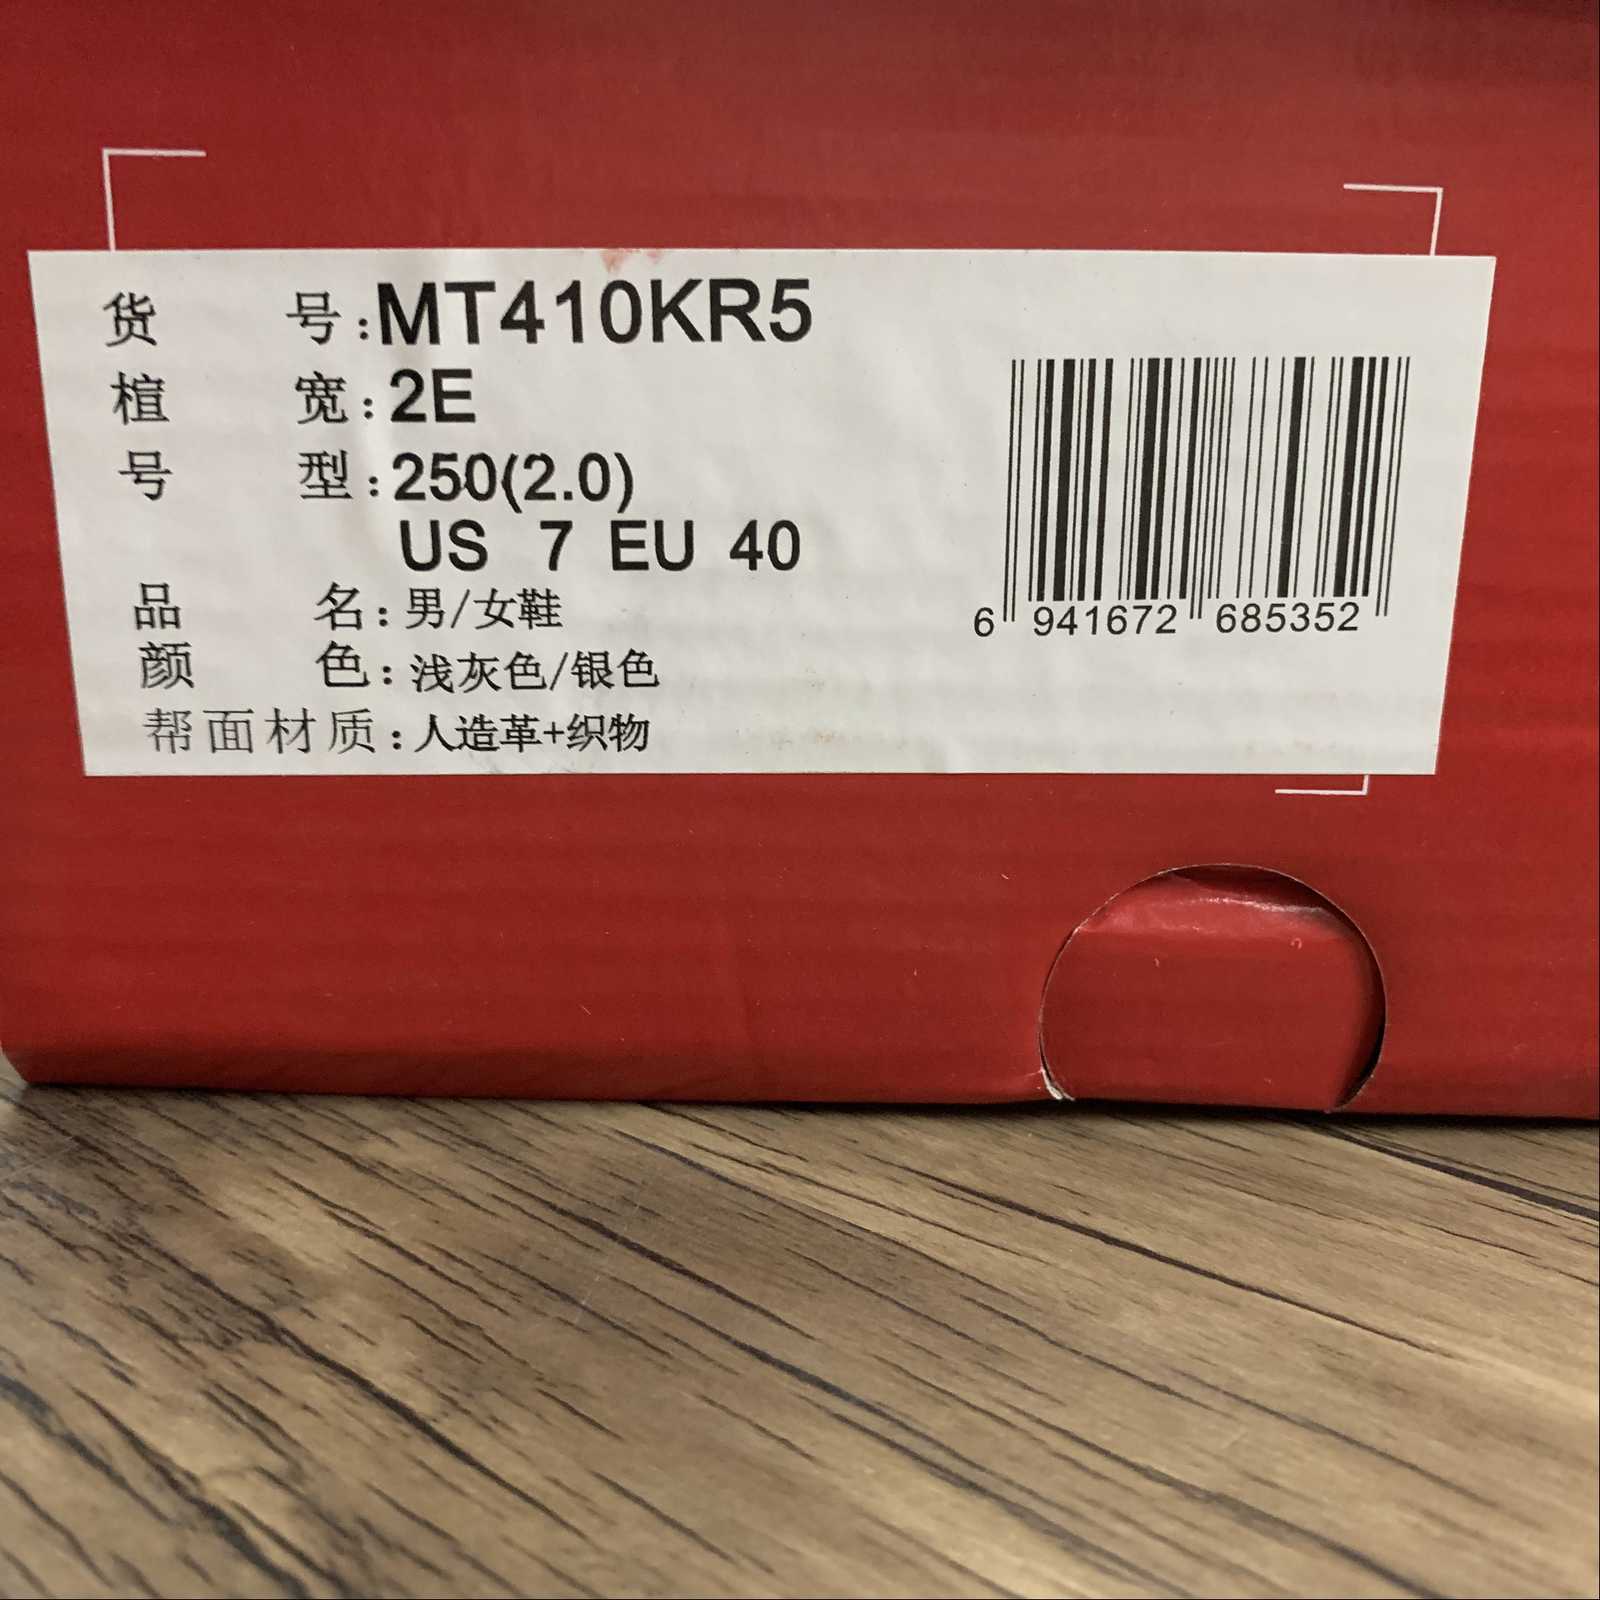 货 号:MT410KR5
楦 宽:2E
号 型:250(2.0)
US 7 EU 40
品 名:男/女鞋
颜 色:浅灰色/银色
帮面材质:人造革+织物
6 941672 685352